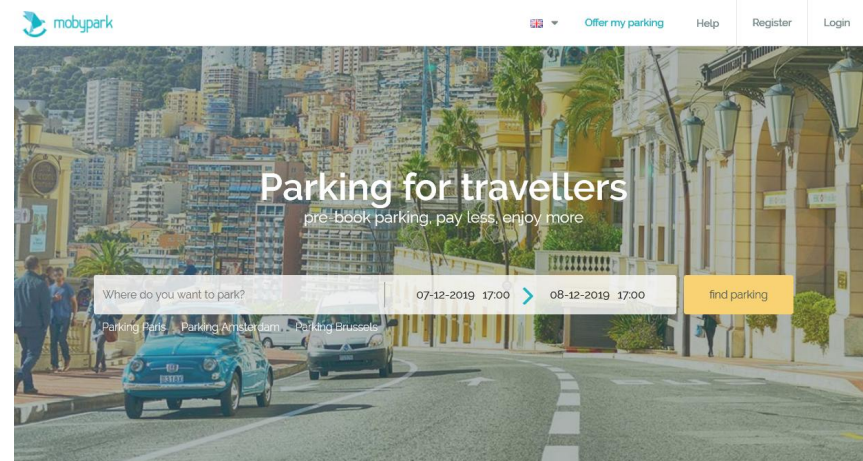 mobypark
Offer my parking
Help
Register
Login
Parking for travellers
pre-book parking, pay less, enjoy more
Where do you want to park?
07-12-2019 17:00
08-12-2019 17:00
find parking
Parking Paris Parking Amsterdam Parking Brussels